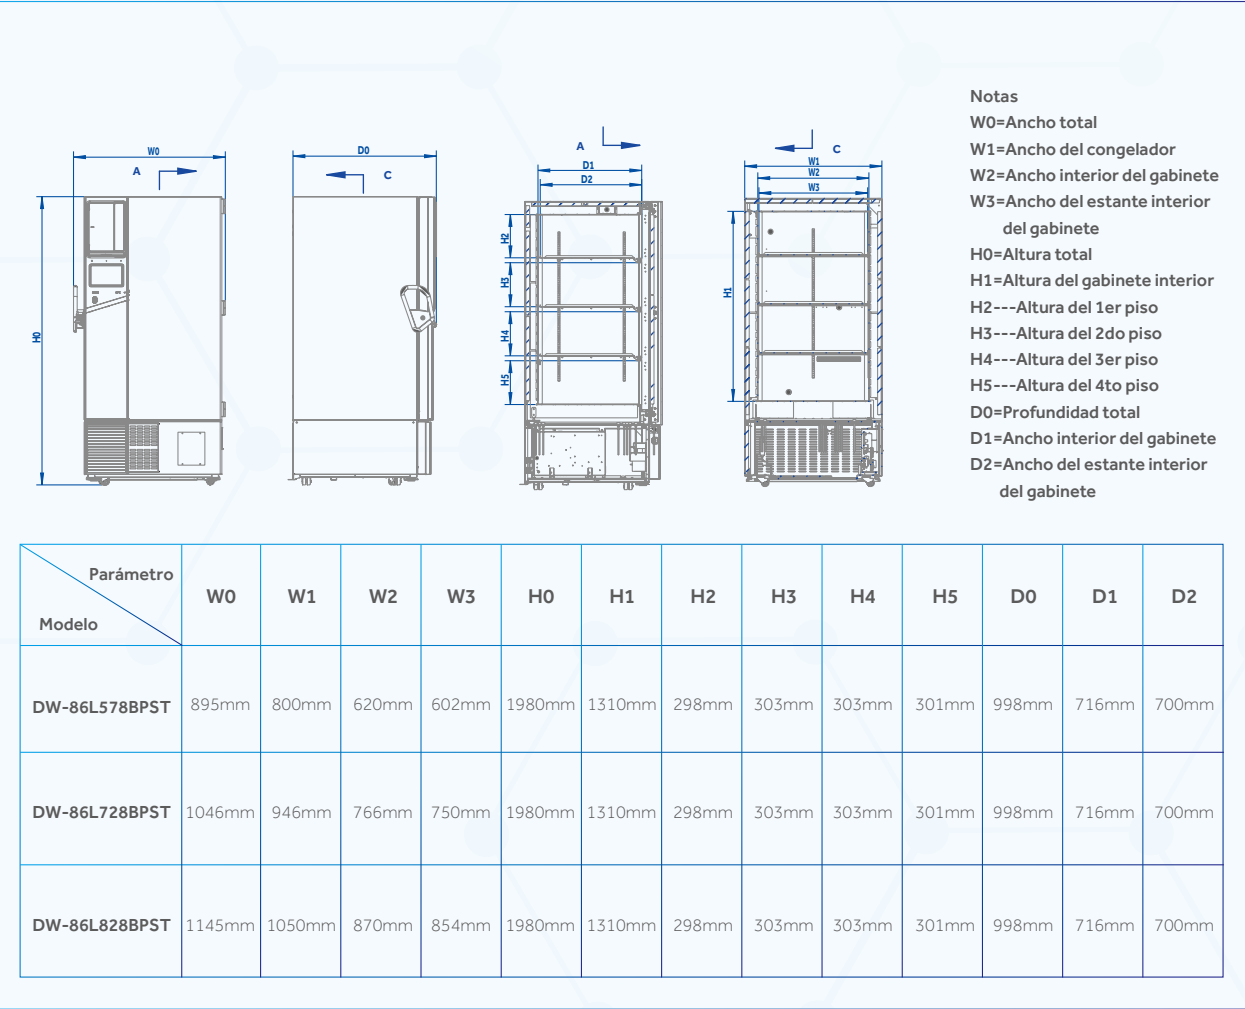 Notas
W0=Ancho total
W1=Ancho del congelador
W2=Ancho interior del gabinete
W3=Ancho del estante interior
del gabinete
H0=Altura total
H1=Altura del gabinete interior
H2---Altura del 1er piso
H3---Altura del 2do piso
H4---Altura del 3er piso
H5---Altura del 4to piso
D0=Profundidad total
D1=Ancho interior del gabinete
D2=Ancho del estante interior
del gabinete
W0
A
H0
D0
C
A
D1
D2
H2
H3
H4
H5
C
W1
W2
W3
H1
Parámetro
Modelo
W0 W1 W2 W3 H0 H1 H2 H3 H4 H5 D0 D1 D2
DW-86L578BPST 895mm 800mm 620mm 602mm 1980mm 1310mm 298mm 303mm 303mm 301mm 998mm 716mm 700mm
DW-86L728BPST 1046mm 946mm 766mm 750mm 1980mm 1310mm 298mm 303mm 303mm 301mm 998mm 716mm 700mm
DW-86L828BPST 1145mm 1050mm 870mm 854mm 1980mm 1310mm 298mm 303mm 303mm 301mm 998mm 716mm 700mm